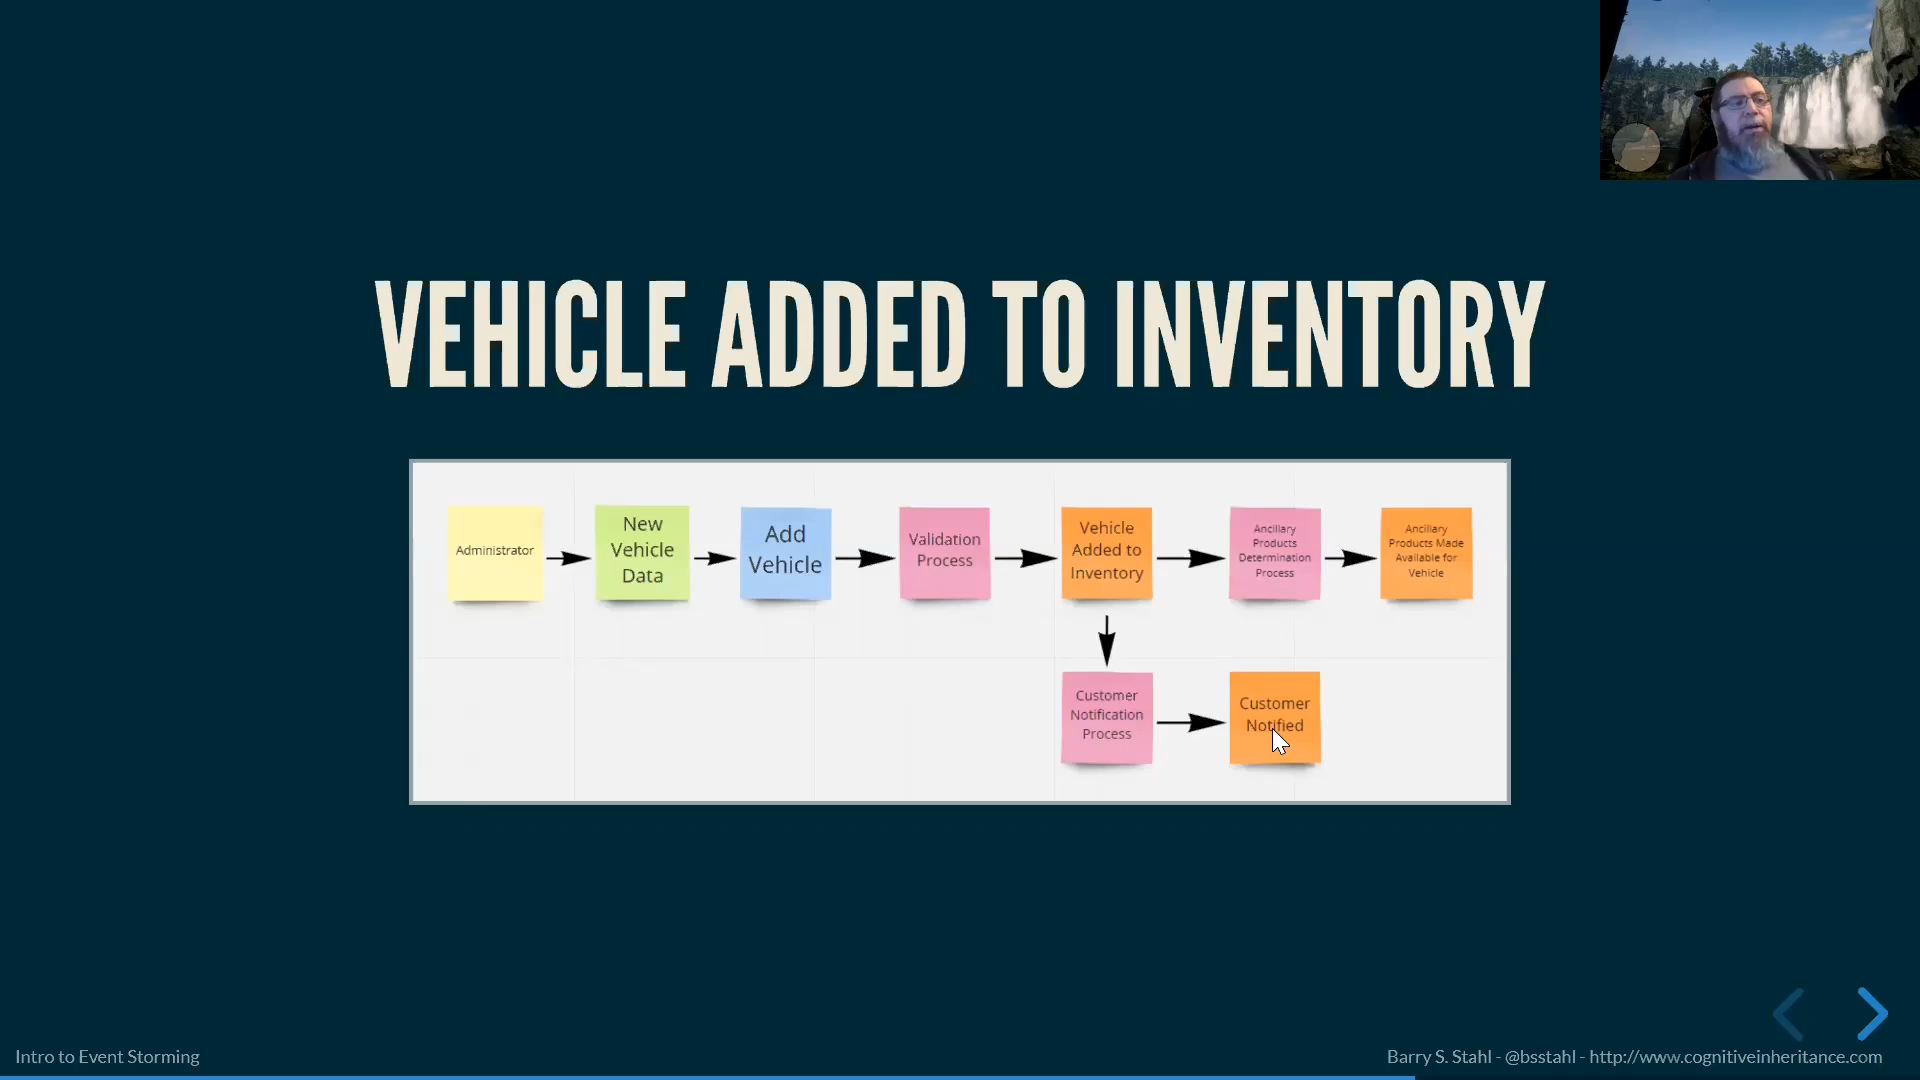 VEHICLE ADDED TO INVENTORY
Administrator
New
Vehicle
Data
Add
Vehicle
Validation
Process
Vehicle
Added to
Inventory
Ancillary
Products
Determination
Process
Ancillary
Products Made
Available for
Vehicle
Customer
Notification
Process
Customer
Notified
Intro to Event Storming
Barry S. Stahl - @bsstahl - http://www.cognitiveinheritance.com